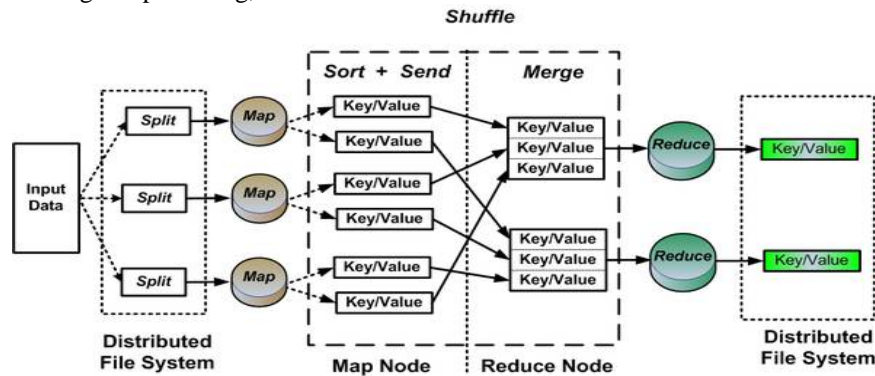 Shuffle
Sort + Send
Merge
Split
Map
Key/Value
Key/Value
Key/Value
Key/Value
Key/Value
Reduce
Key/Value
Input
Data
Split
Map
Key/Value
Key/Value
Key/Value
Key/Value
Key/Value
Reduce
Key/Value
Split
Map
Key/Value
Key/Value
Distributed
File System
Map Node
Reduce Node
Distributed
File System